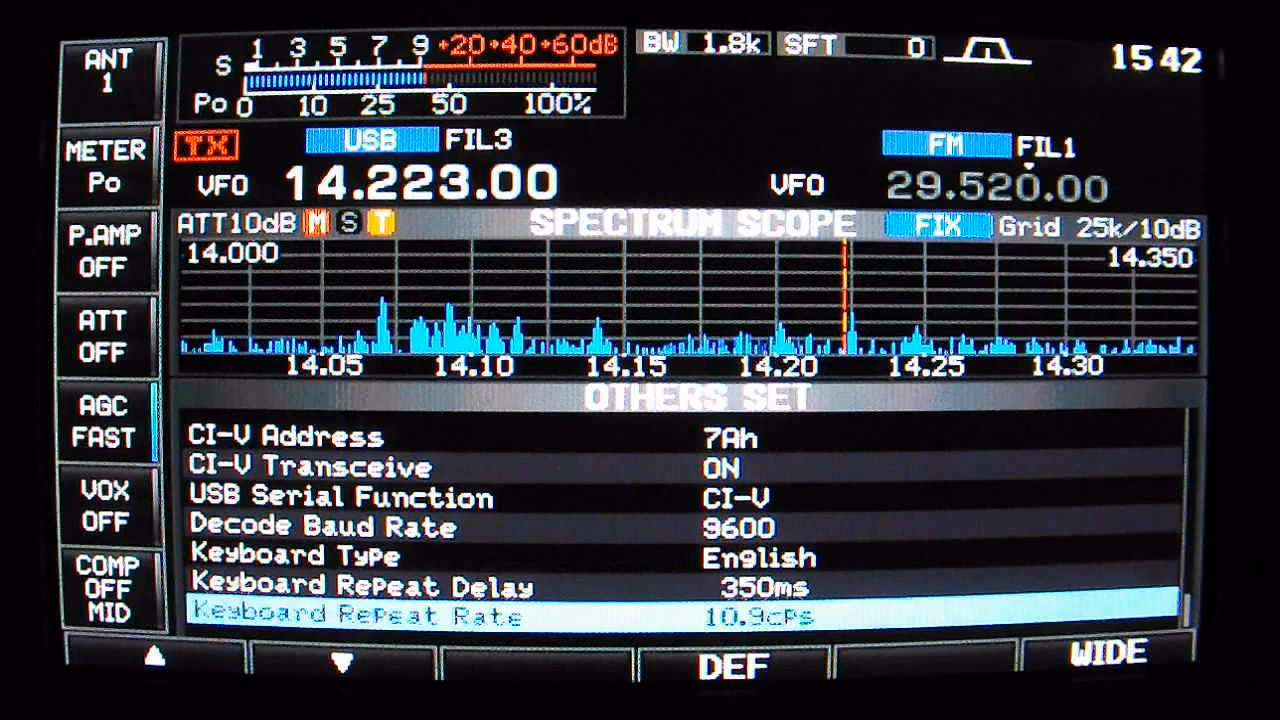 ANT
1
METER
Po
P.AMP
OFF
ATT
OFF
AGC
FAST
VOX
OFF
COMP
OFF
MID
S 1 3 5 7 9 +20+40+60dB
Po 0 10 25 50 100%
BW 1.8k SFT 0
15 42
TX USB FIL3
VFO 14.223.00
FM FIL1
VFO 29.520.00
ATT10dB M S T SPECTRUM SCOPE FIX Grid 25k/10dB
14.000 14.350
14.05 14.10 14.15 14.20 14.25 14.30
OTHERS SET
CI-V Address 7Ah
CI-V Transceive ON
USB Serial Function CI-V
Decode Baud Rate 9600
Keyboard Type English
Keyboard Repeat Delay 350ms
Keyboard Repeat Rate 10.9cps
▲ ▼ DEF WIDE